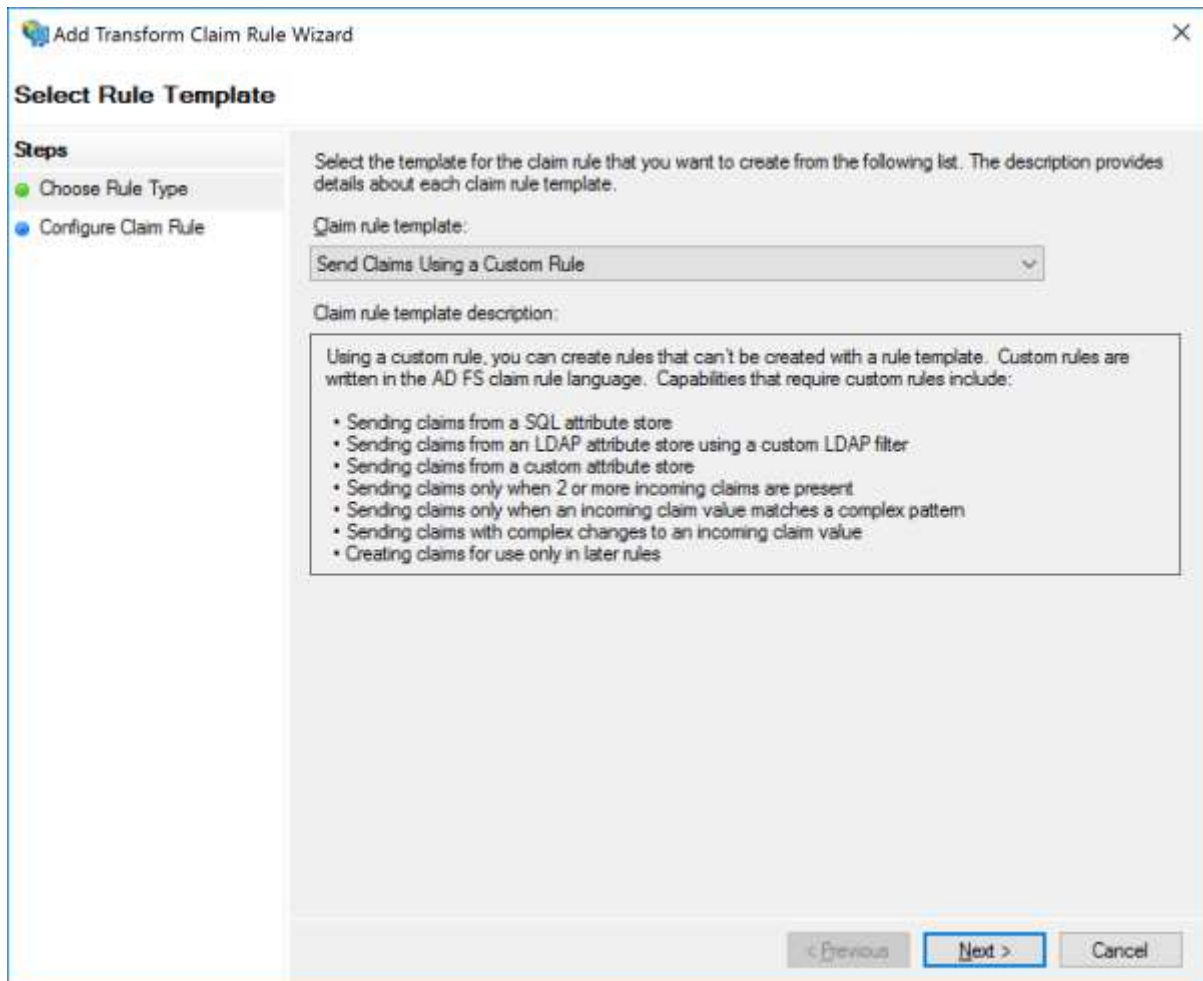 Add Transform Claim Rule Wizard
Select Rule Template
Steps
Choose Rule Type
Configure Claim Rule
Select the template for the claim rule that you want to create from the following list. The description provides
details about each claim rule template.
Claim rule template:
Send Claims Using a Custom Rule
Claim rule template description:
Using a custom rule, you can create rules that can't be created with a rule template. Custom rules are
written in the AD FS claim rule language. Capabilities that require custom rules include:
• Sending claims from a SQL attribute store
• Sending claims from an LDAP attribute store using a custom LDAP filter
• Sending claims from a custom attribute store
• Sending claims only when 2 or more incoming claims are present
• Sending claims only when an incoming claim value matches a complex pattern
• Sending claims with complex changes to an incoming claim value
• Creating claims for use only in later rules
< Previous
Next >
Cancel